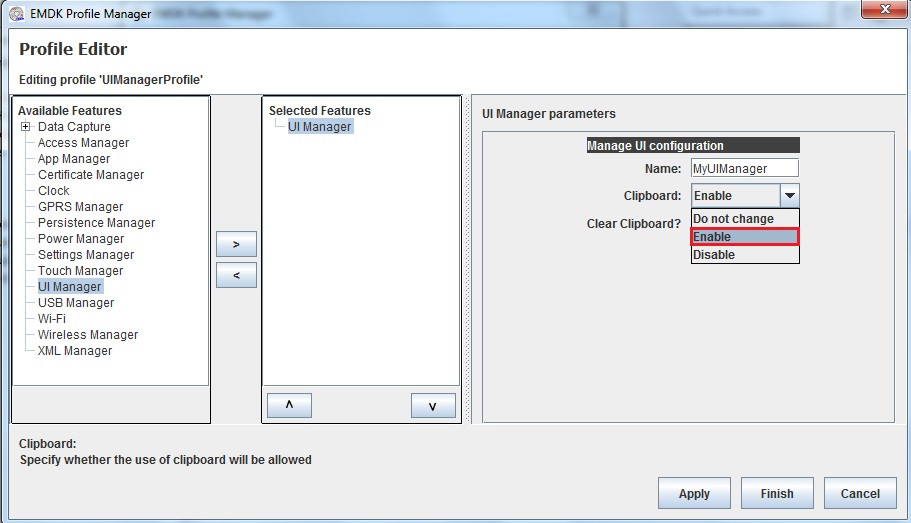 EMDK Profile Manager
Profile Editor
Editing profile 'UIManagerProfile'
Available Features
Data Capture
Access Manager
App Manager
Certificate Manager
Clock
GPRS Manager
Persistence Manager
Power Manager
Settings Manager
Touch Manager
UI Manager
USB Manager
Wi-Fi
Wireless Manager
XML Manager
>
<
Selected Features
UI Manager
^
v
UI Manager parameters
Manage UI configuration
Name: MyUIManager
Clipboard: Enable
Clear Clipboard?
Do not change
Enable
Disable
Clipboard:
Specify whether the use of clipboard will be allowed
Apply
Finish
Cancel